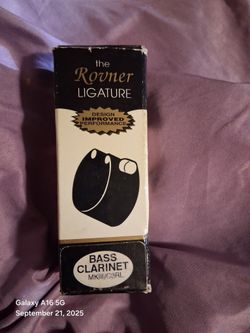 the
Rovner
LIGATURE
DESIGN
IMPROVED
PERFORMANCE
BASS
CLARINET
Galaxy A16 5G
September 21, 2025